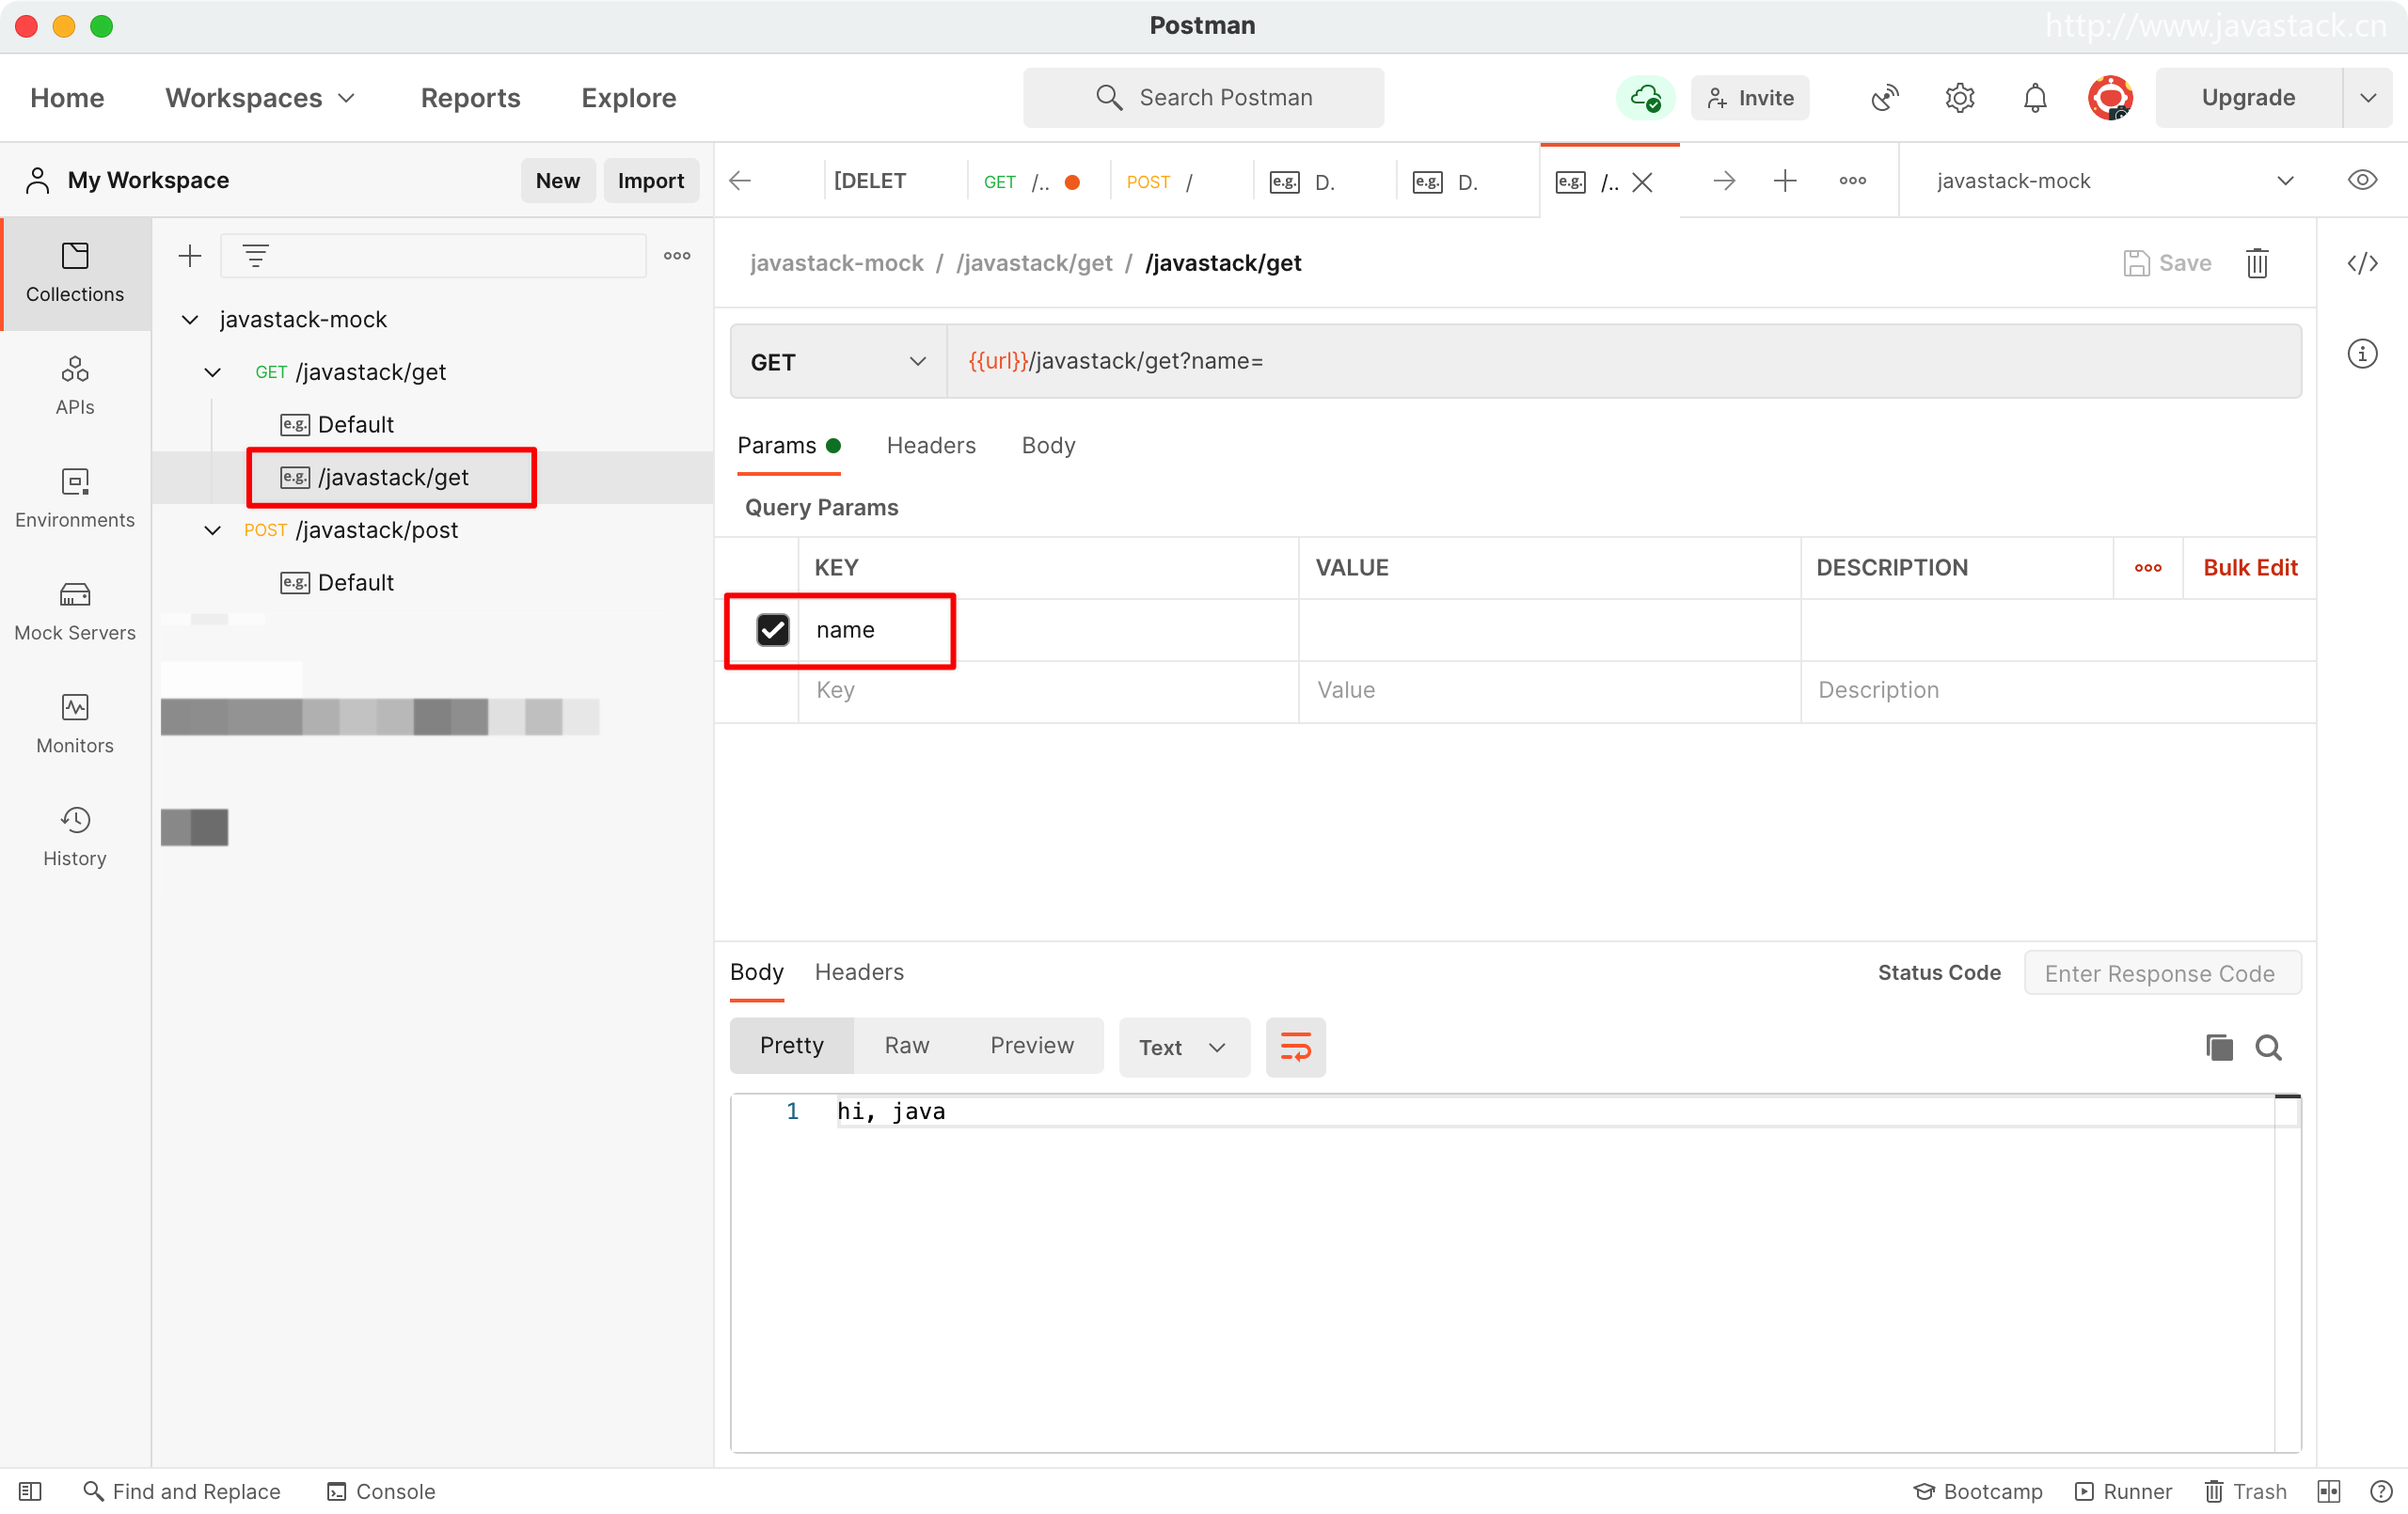 Postman
http://www.javastack.cn
Home Workspaces Reports Explore Search Postman Invite Upgrade
My Workspace New Import
[DELET GET /.. POST / e.g. D. e.g. D. e.g. /.. javastack-mock
Collections
APIs
Environments
Mock Servers
Monitors
History
javastack-mock
GET /javastack/get
e.g. Default
e.g. /javastack/get
POST /javastack/post
e.g. Default
javastack-mock / /javastack/get / /javastack/get Save
GET {{url}}/javastack/get?name=
Params Headers Body
Query Params
KEY VALUE DESCRIPTION Bulk Edit
name
Key Value Description
Body Headers Status Code Enter Response Code
Pretty Raw Preview Text
1 hi, java
Find and Replace Console Bootcamp Runner Trash